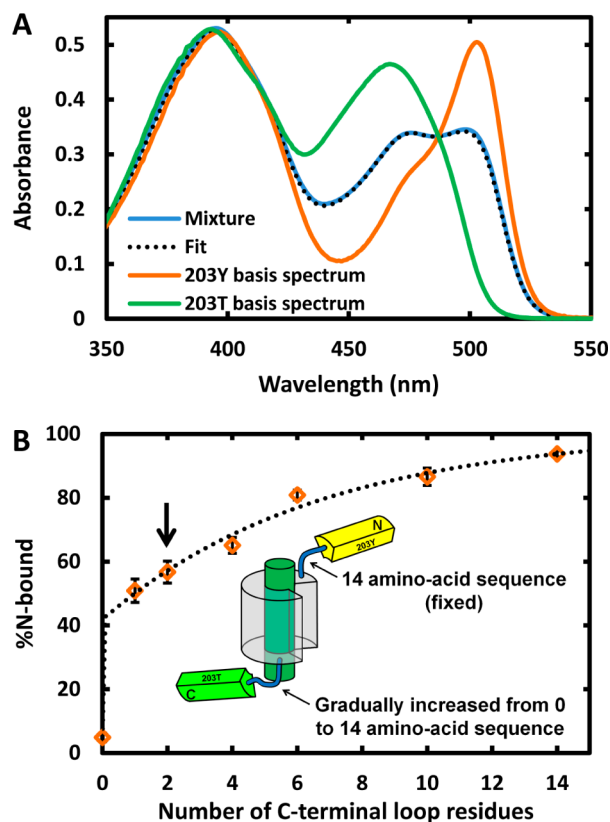 A
0.5
0.4
0.3
0.2
0.1
0
Absorbance
Mixture
Fit
203Y basis spectrum
203T basis spectrum
350 400 450 500 550
Wavelength (nm)
B
100
80
60
40
20
0
%N-bound
N
203Y
14 amino-acid sequence
(fixed)
203T
C
Gradually increased from 0
to 14 amino-acid sequence
0 2 4 6 8 10 12 14
Number of C-terminal loop residues